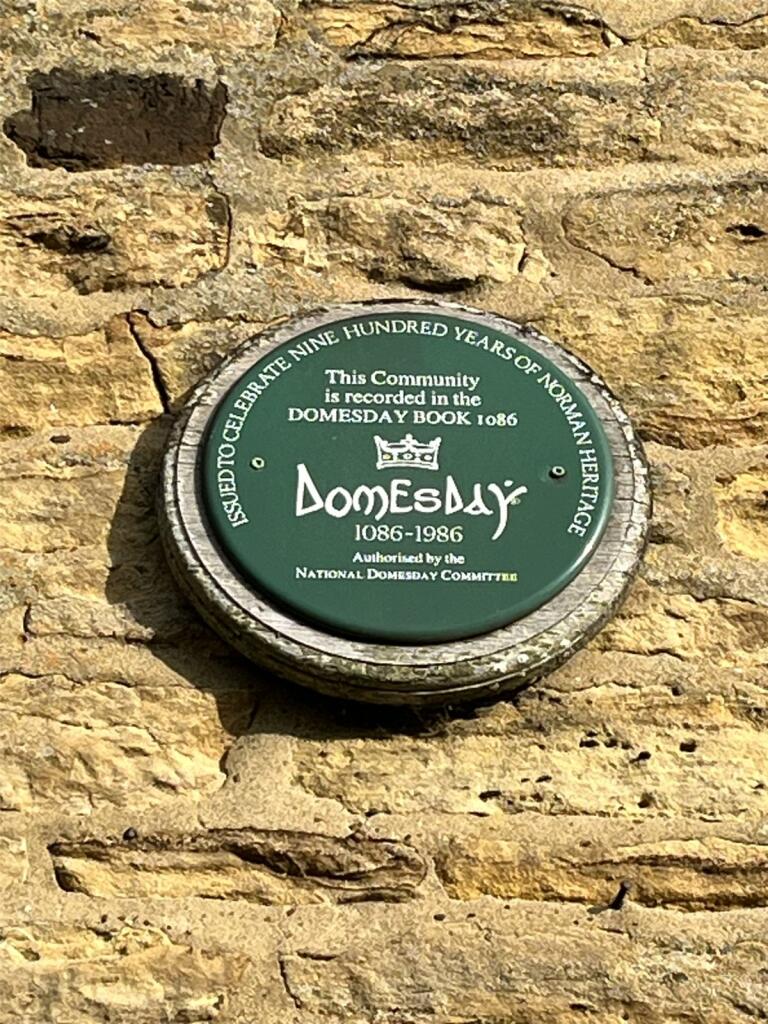 ISSUED TO CELEBRATE NINE HUNDRED YEARS OF NORMAN HERITAGE
This Community
is recorded in the
DOMESDAY BOOK 1086
DOMESDAY
1086-1986
Authorised by the
NATIONAL DOMESDAY COMMITTEE